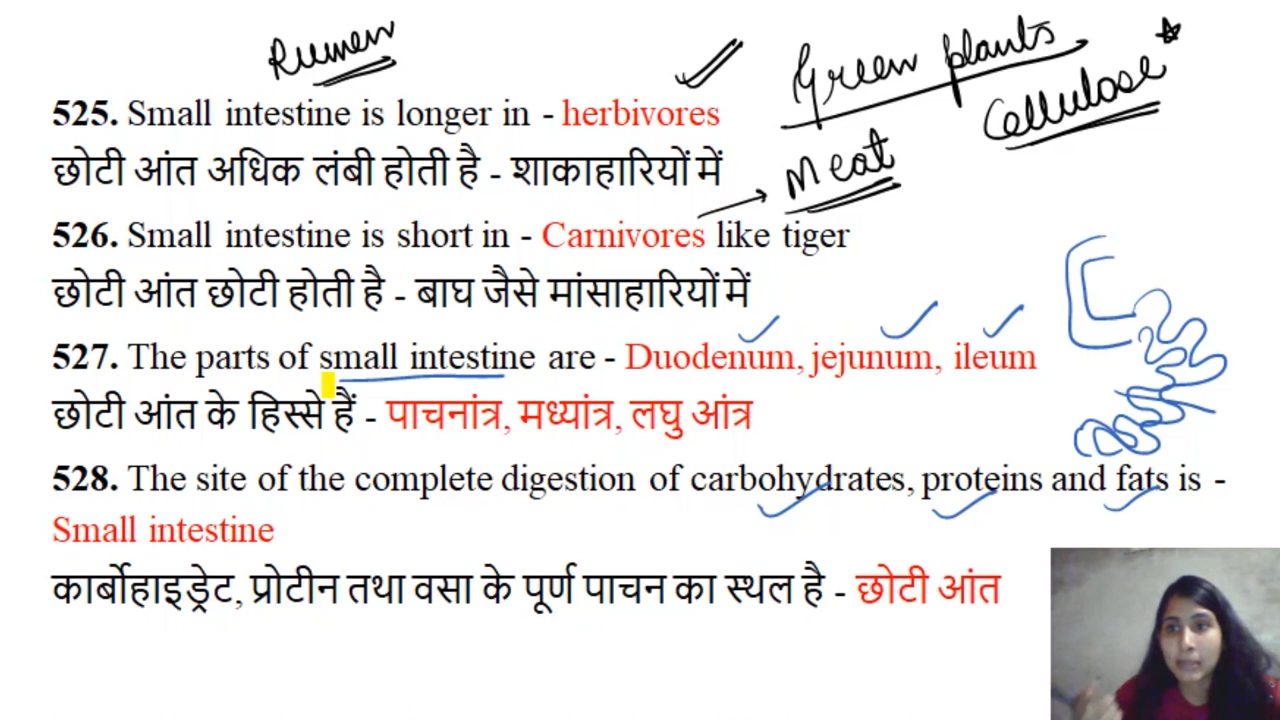 Rumen
Green plants
Cellulose*
525. Small intestine is longer in - herbivores
छोटी आंत अधिक लंबी होती है - शाकाहारियों में
Meat
526. Small intestine is short in - Carnivores like tiger
छोटी आंत छोटी होती है - बाघ जैसे मांसाहारियों में
527. The parts of small intestine are - Duodenum, jejunum, ileum
छोटी आंत के हिस्से हैं - पाचनांत्र, मध्यांत्र, लघु आंत्र
528. The site of the complete digestion of carbohydrates, proteins and fats is -
Small intestine
कार्बोहाइड्रेट, प्रोटीन तथा वसा के पूर्ण पाचन का स्थल है - छोटी आंत